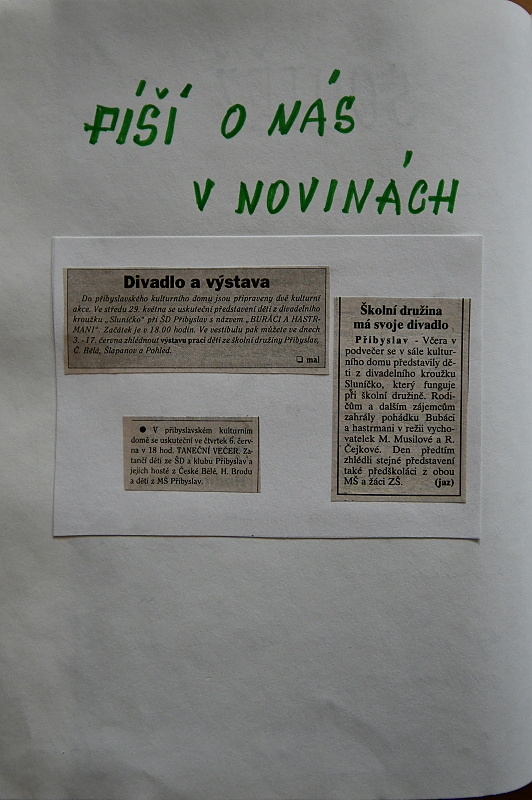 PÍŠÍ O NÁS
V NOVINÁCH
Divadlo a výstava
Do přibyslavského kulturního domu jsou připraveny dvě kulturní
akce. Ve středu 29. května se uskuteční představení dětí z divadelního
kroužku „Sluníčko" při ŠD Přibyslav s názvem „BUBÁCI A HASTR-
MANI". Začátek je v 18.00 hodin. Ve vestibulu pak můžete ve dnech
3. - 17. června zhlédnout výstavu prací dětí ze školní družiny Přibyslav,
Č. Bělá, Šlapanov a Pohled.
❑ mal
Školní družina
má svoje divadlo
Přibyslav - Včera v
podvečer se v sále kultur-
ního domu představily dě-
ti z divadelního kroužku
Sluníčko, který funguje
při školní družině. Rodi-
čům a dalším zájemcům
zahrály pohádku Bubáci
a hastrmani v režii vycho-
vatelek M. Musilové a R.
Čejkové. Den předtím
zhlédli stejné představení
také předškoláci z obou
MŠ a žáci ZŠ. (jaz)
● V přibyslavském kulturním
domě se uskuteční ve čtvrtek 6. červ-
na v 18 hod. TANEČNÍ VEČER. Za-
tančí děti ze ŠD a klubu Přibyslav a
jejich hosté z České Bělé, H. Brodu
a děti z MŠ Přibyslav.